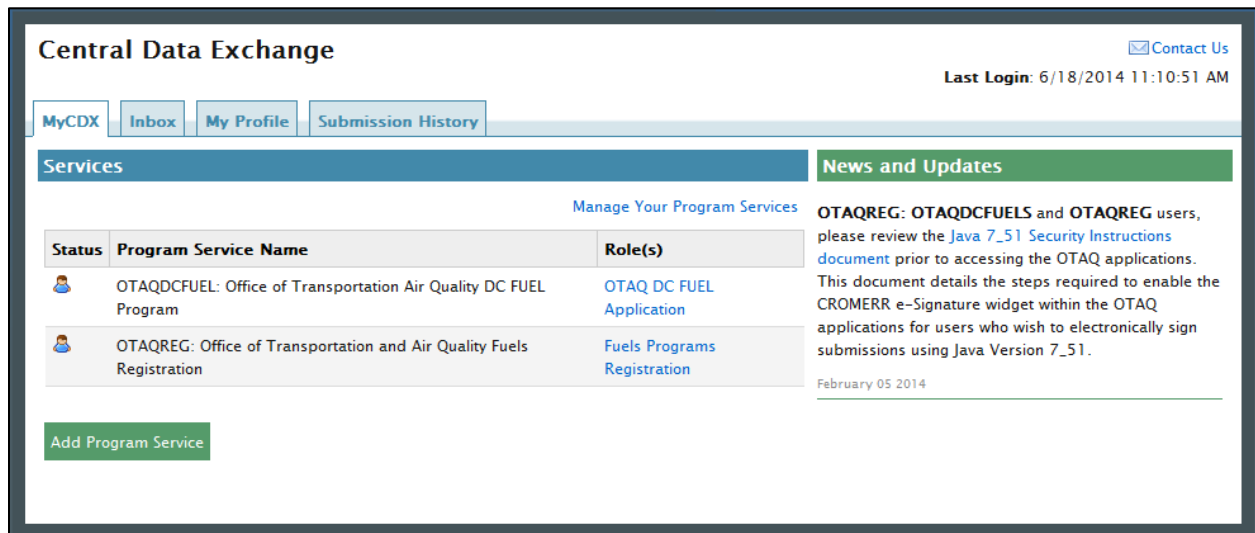 Central Data Exchange
Contact Us
Last Login: 6/18/2014 11:10:51 AM
MyCDX
Inbox
My Profile
Submission History
Services
Manage Your Program Services
Status Program Service Name Role(s)
OTAQDCFUEL: Office of Transportation Air Quality DC FUEL
Program
OTAQ DC FUEL
Application
OTAQREG: Office of Transportation and Air Quality Fuels
Registration
Fuels Programs
Registration
Add Program Service
News and Updates
OTAQREG: OTAQDCFUELS and OTAQREG users,
please review the Java 7_51 Security Instructions
document prior to accessing the OTAQ applications.
This document details the steps required to enable the
CROMERR e-Signature widget within the OTAQ
applications for users who wish to electronically sign
submissions using Java Version 7_51.
February 05 2014